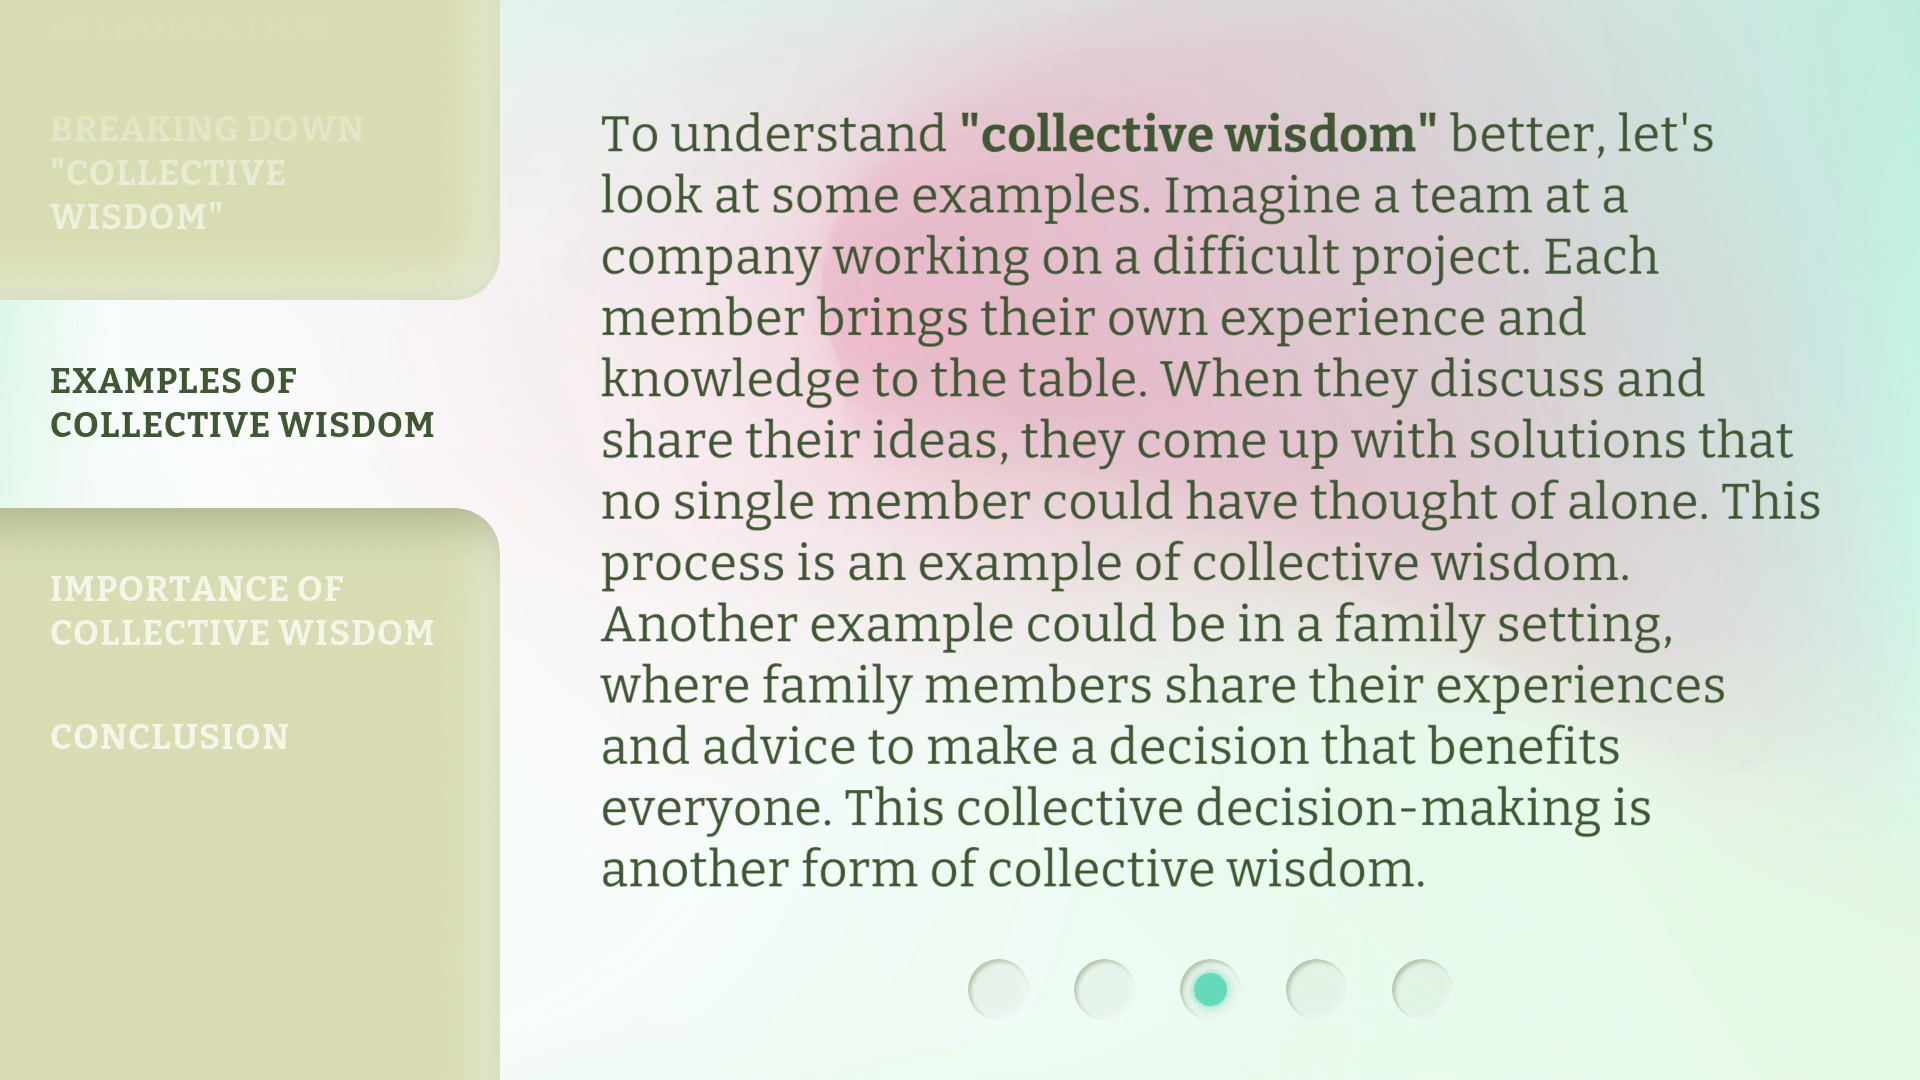 BREAKING DOWN
"COLLECTIVE
WISDOM"
EXAMPLES OF
COLLECTIVE WISDOM
IMPORTANCE OF
COLLECTIVE WISDOM
CONCLUSION
To understand "collective wisdom" better, let's
look at some examples. Imagine a team at a
company working on a difficult project. Each
member brings their own experience and
knowledge to the table. When they discuss and
share their ideas, they come up with solutions that
no single member could have thought of alone. This
process is an example of collective wisdom.
Another example could be in a family setting,
where family members share their experiences
and advice to make a decision that benefits
everyone. This collective decision-making is
another form of collective wisdom.